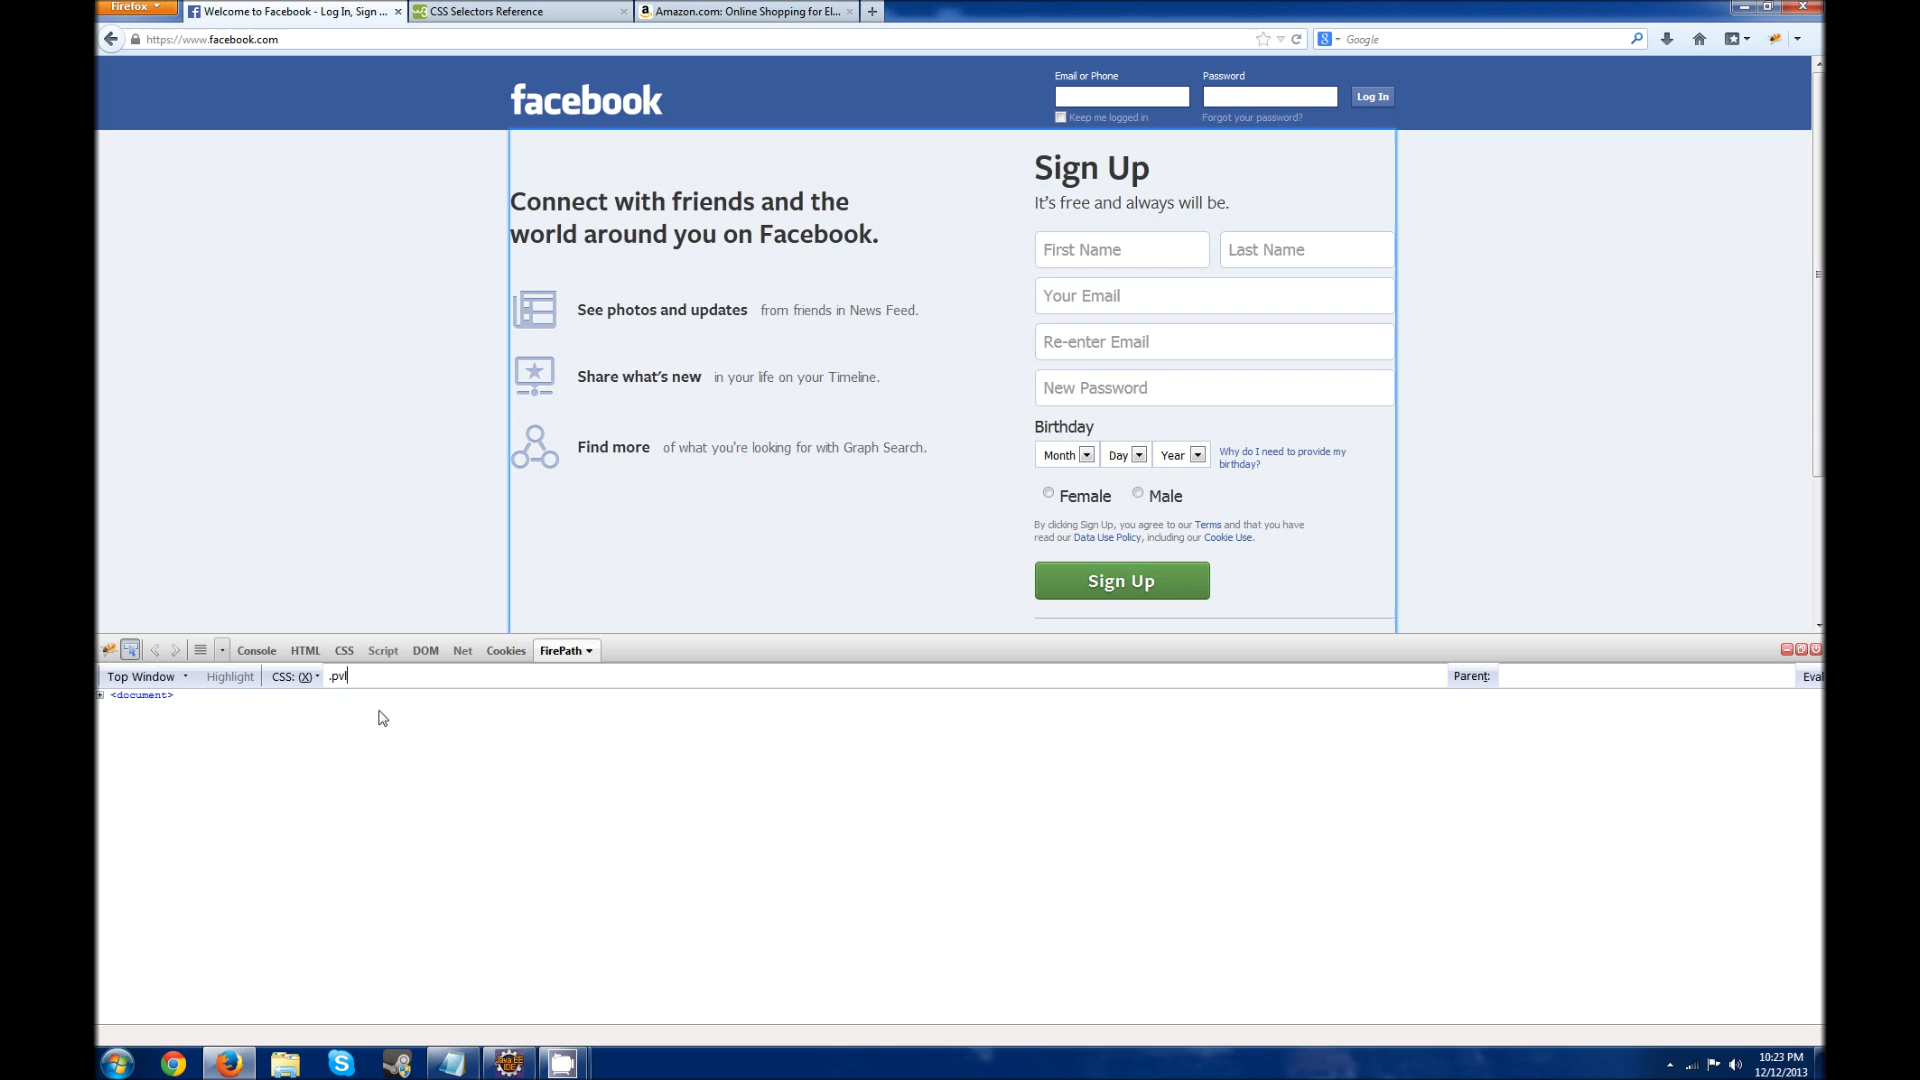 Firefox
Welcome to Facebook - Log In, Sign ...
CSS Selectors Reference
Amazon.com: Online Shopping for El...
https://www.facebook.com
Google
facebook
Email or Phone
Password
Log In
Keep me logged in
Forgot your password?
Connect with friends and the
world around you on Facebook.
See photos and updates from friends in News Feed.
Share what's new in your life on your Timeline.
Find more of what you're looking for with Graph Search.
Sign Up
It's free and always will be.
First Name
Last Name
Your Email
Re-enter Email
New Password
Birthday
Month
Day
Year
Why do I need to provide my
birthday?
Female
Male
By clicking Sign Up, you agree to our Terms and that you have
read our Data Use Policy, including our Cookie Use.
Sign Up
Console
HTML
CSS
Script
DOM
Net
Cookies
FirePath
Top Window
Highlight
CSS: (X)
.pvl
Parent:
Eval
<document>
Java EE
IDE
10:23 PM
12/12/2013